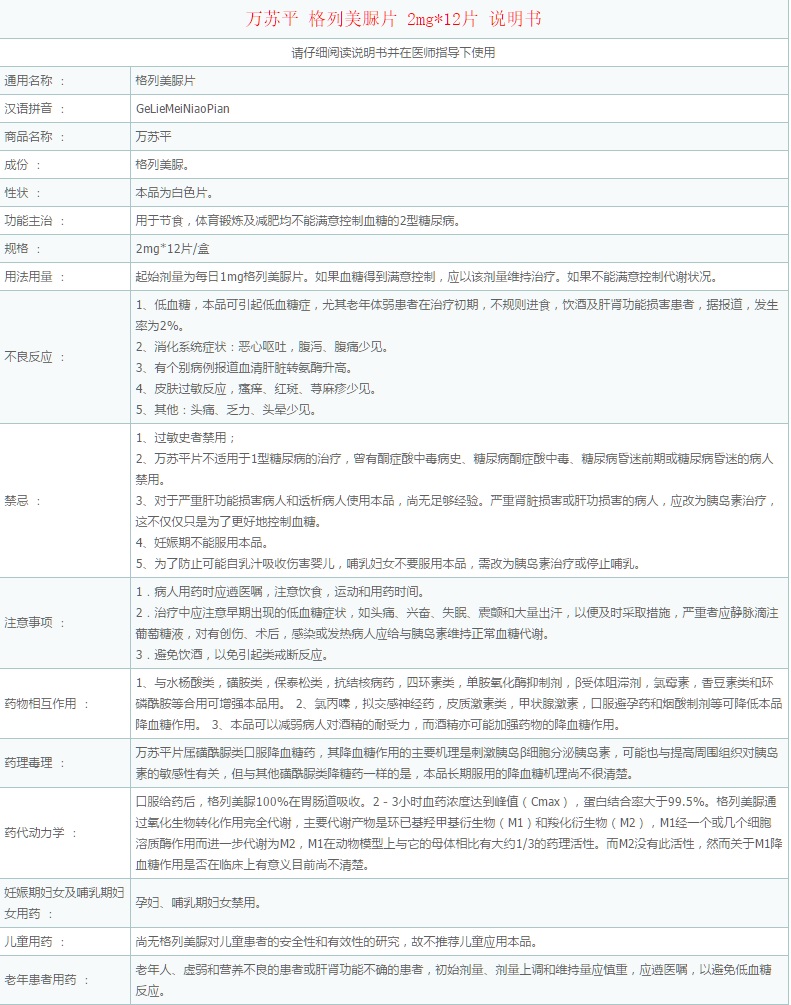 万苏平 格列美脲片 2mg*12片 说明书
请仔细阅读说明书并在医师指导下使用
通用名称 ： 格列美脲片
汉语拼音 ： GeLieMeiNiaoPian
商品名称 ： 万苏平
成份 ： 格列美脲。
性状 ： 本品为白色片。
功能主治 ： 用于节食，体育锻炼及减肥均不能满意控制血糖的2型糖尿病。
规格 ： 2mg*12片/盒
用法用量 ： 起始剂量为每日1mg格列美脲片。如果血糖得到满意控制，应以该剂量维持治疗。如果不能满意控制代谢状况。
不良反应 ：
1、低血糖，本品可引起低血糖症，尤其老年体弱患者在治疗初期，不规则进食，饮酒及肝肾功能损害患者，据报道，发生
率为2%。
2、消化系统症状：恶心呕吐，腹泻、腹痛少见。
3、有个别病例报道血清肝脏转氨酶升高。
4、皮肤过敏反应，瘙痒、红斑、荨麻疹少见。
5、其他：头痛、乏力、头晕少见。
禁忌 ：
1、过敏史者禁用；
2、万苏平片不适用于1型糖尿病的治疗，曾有酮症酸中毒病史、糖尿病酮症酸中毒、糖尿病昏迷前期或糖尿病昏迷的病人
禁用。
3、对于严重肝功能损害病人和透析病人使用本品，尚无足够经验。严重肾脏损害或肝功损害的病人，应改为胰岛素治疗，
这不仅仅只是为了更好地控制血糖。
4、妊娠期不能服用本品。
5、为了防止可能自乳汁吸收伤害婴儿，哺乳妇女不要服用本品，需改为胰岛素治疗或停止哺乳。
注意事项 ：
1．病人用药时应遵医嘱，注意饮食，运动和用药时间。
2．治疗中应注意早期出现的低血糖症状，如头痛、兴奋、失眠、震颤和大量出汗，以便及时采取措施，严重者应静脉滴注
葡萄糖液，对有创伤、术后，感染或发热病人应给与胰岛素维持正常血糖代谢。
3．避免饮酒，以免引起类戒断反应。
药物相互作用 ：
1、与水杨酸类，磺胺类，保泰松类，抗结核病药，四环素类，单胺氧化酶抑制剂，β受体阻滞剂，氯霉素，香豆素类和环
磷酰胺等合用可增强本品用。 2、氯丙嗪，拟交感神经药，皮质激素类，甲状腺激素，口服避孕药和烟酸制剂等可降低本品
降血糖作用。 3、本品可以减弱病人对酒精的耐受力，而酒精亦可能加强药物的降血糖作用。
药理毒理 ：
万苏平片属磺酰脲类口服降血糖药，其降血糖作用的主要机理是刺激胰岛β细胞分泌胰岛素，可能也与提高周围组织对胰岛
素的敏感性有关，但与其他磺酰脲类降糖药一样的是，本品长期服用的降血糖机理尚不很清楚。
药代动力学 ：
口服给药后，格列美脲100%在胃肠道吸收。2－3小时血药浓度达到峰值（Cmax），蛋白结合率大于99.5%。格列美脲通
过氧化生物转化作用完全代谢，主要代谢产物是环已基羟甲基衍生物（M1）和羧化衍生物（M2），M1经一个或几个细胞
溶质酶作用而进一步代谢为M2，M1在动物模型上与它的母体相比有大约1/3的药理活性。而M2没有此活性，然而关于M1降
血糖作用是否在临床上有意义目前尚不清楚。
妊娠期妇女及哺乳期妇
女用药 ：
孕妇、哺乳期妇女禁用。
儿童用药 ： 尚无格列美脲对儿童患者的安全性和有效性的研究，故不推荐儿童应用本品。
老年患者用药 ：
老年人、虚弱和营养不良的患者或肝肾功能不确的患者，初始剂量、剂量上调和维持量应慎重，应遵医嘱，以避免低血糖
反应。